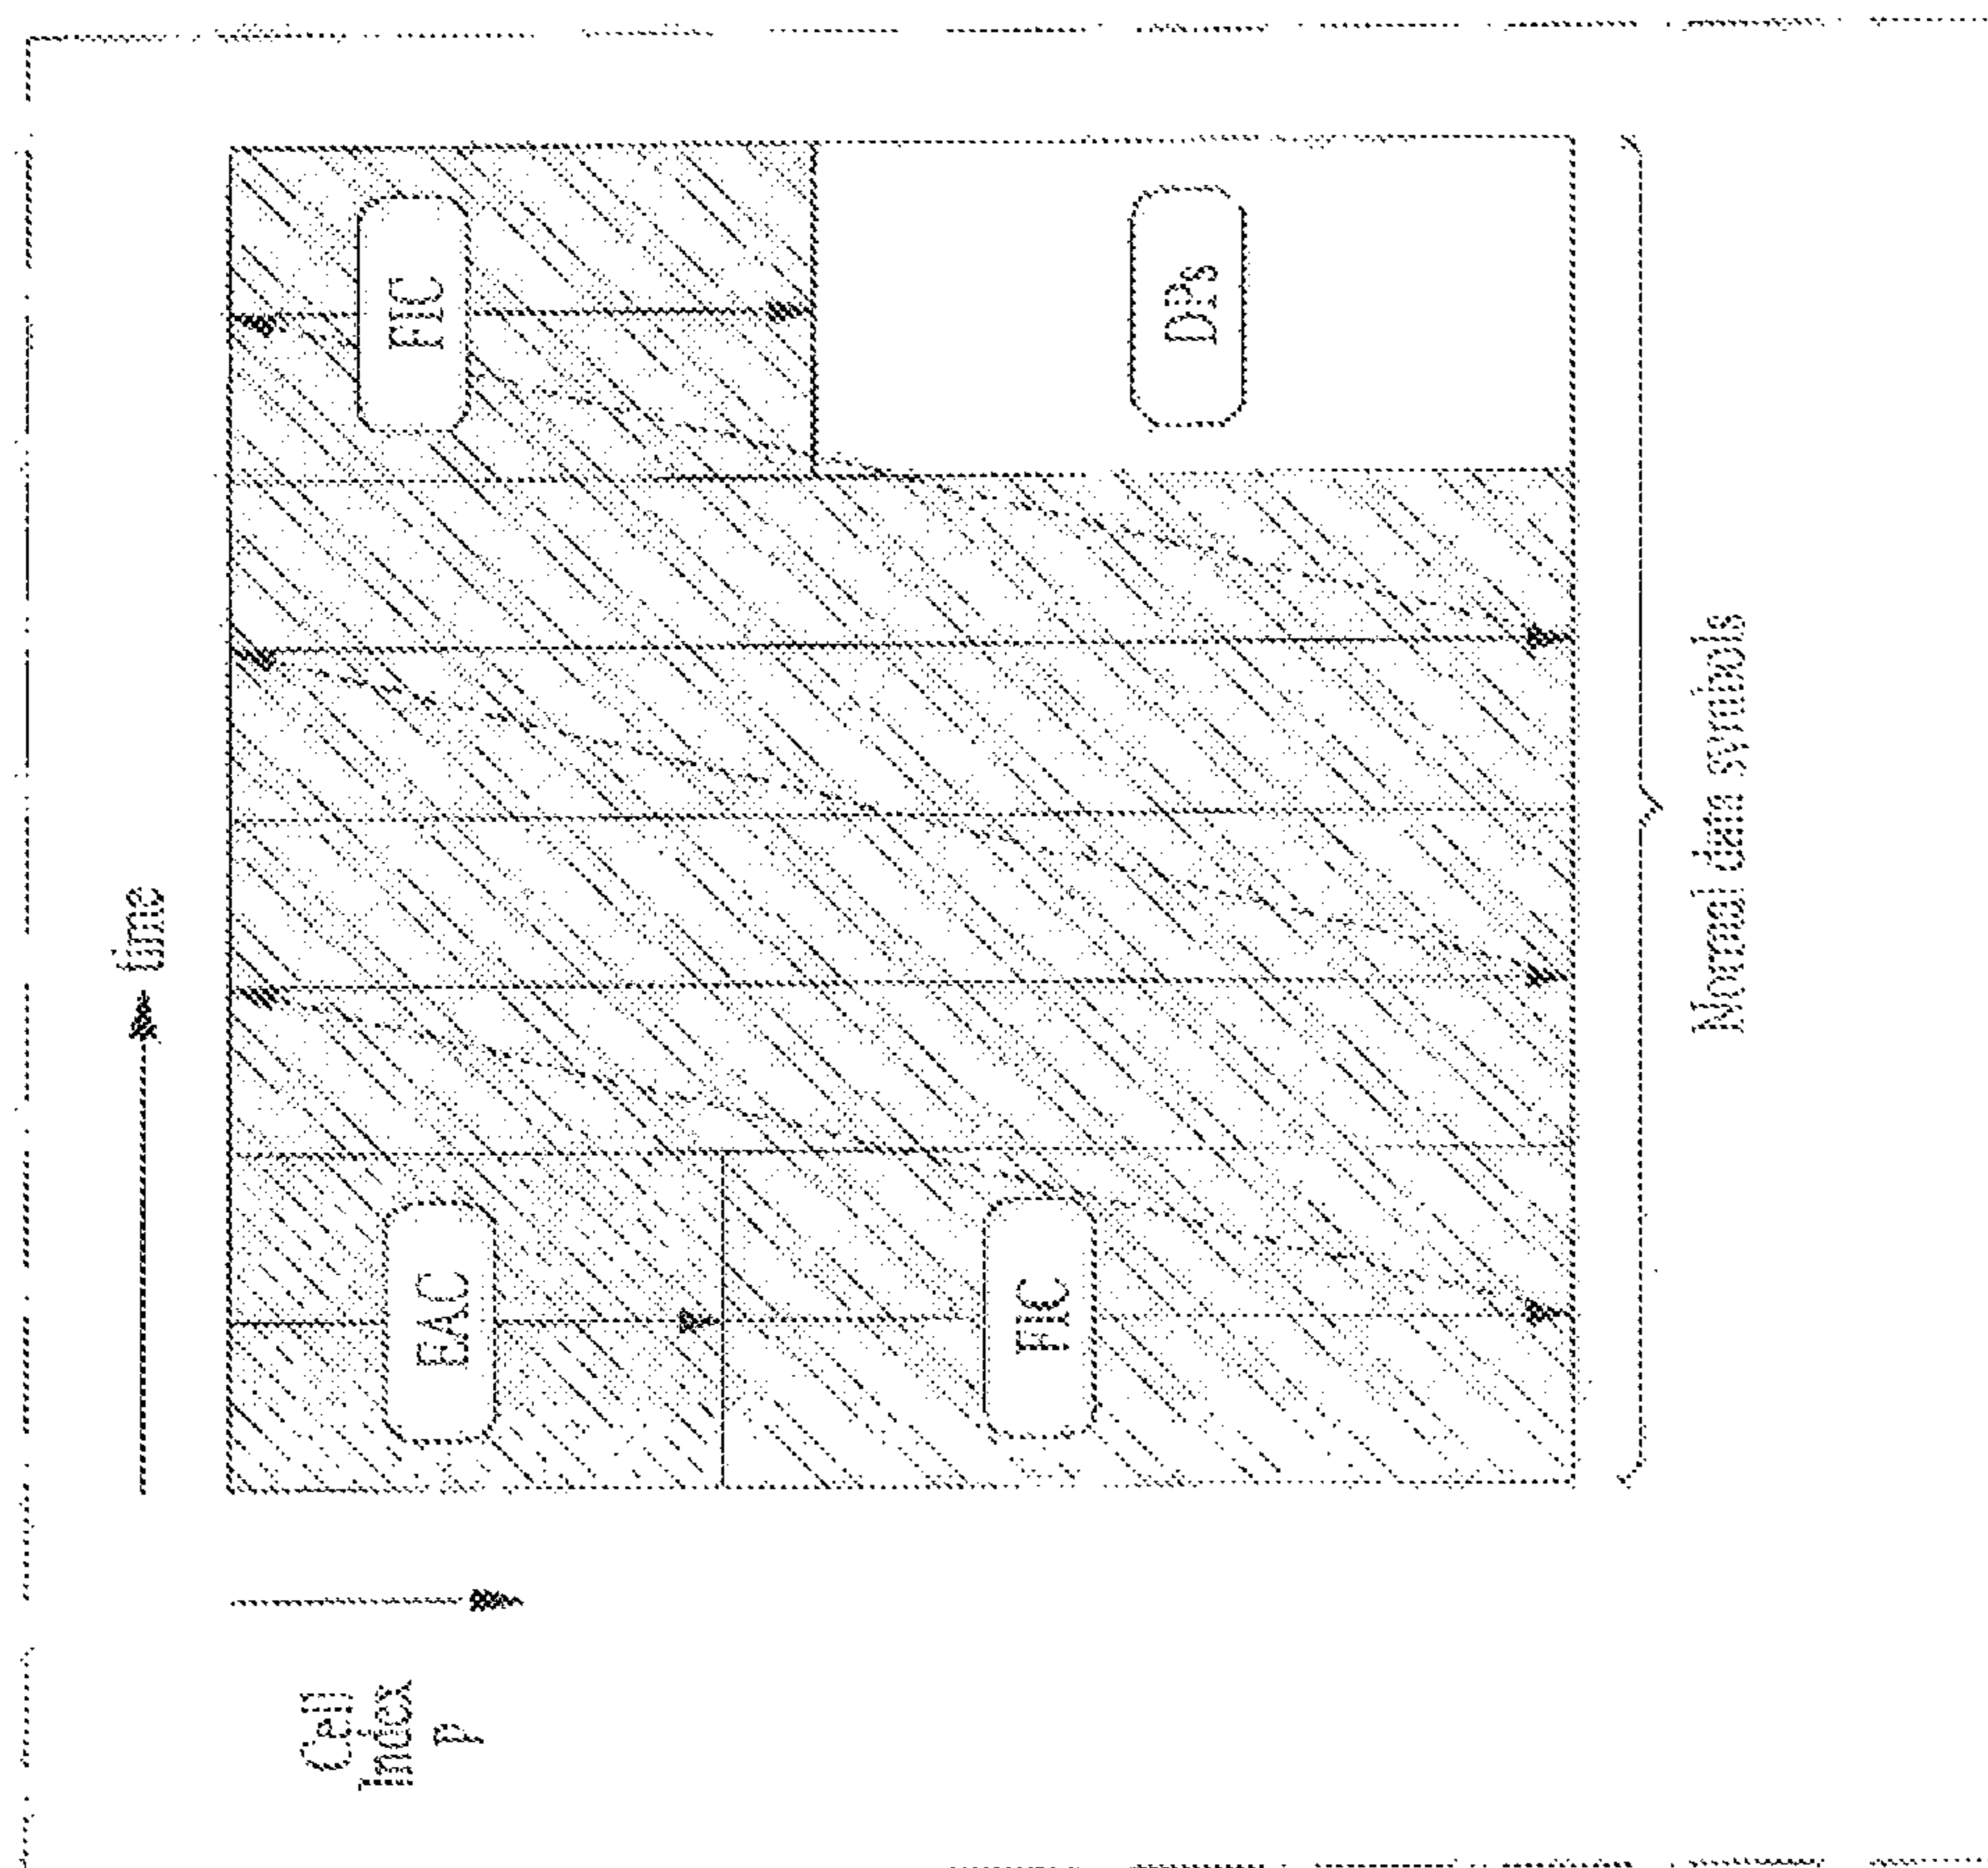 time
Cell
Index
p
EAC
FIC
FIC
DPs
Normal data symbols